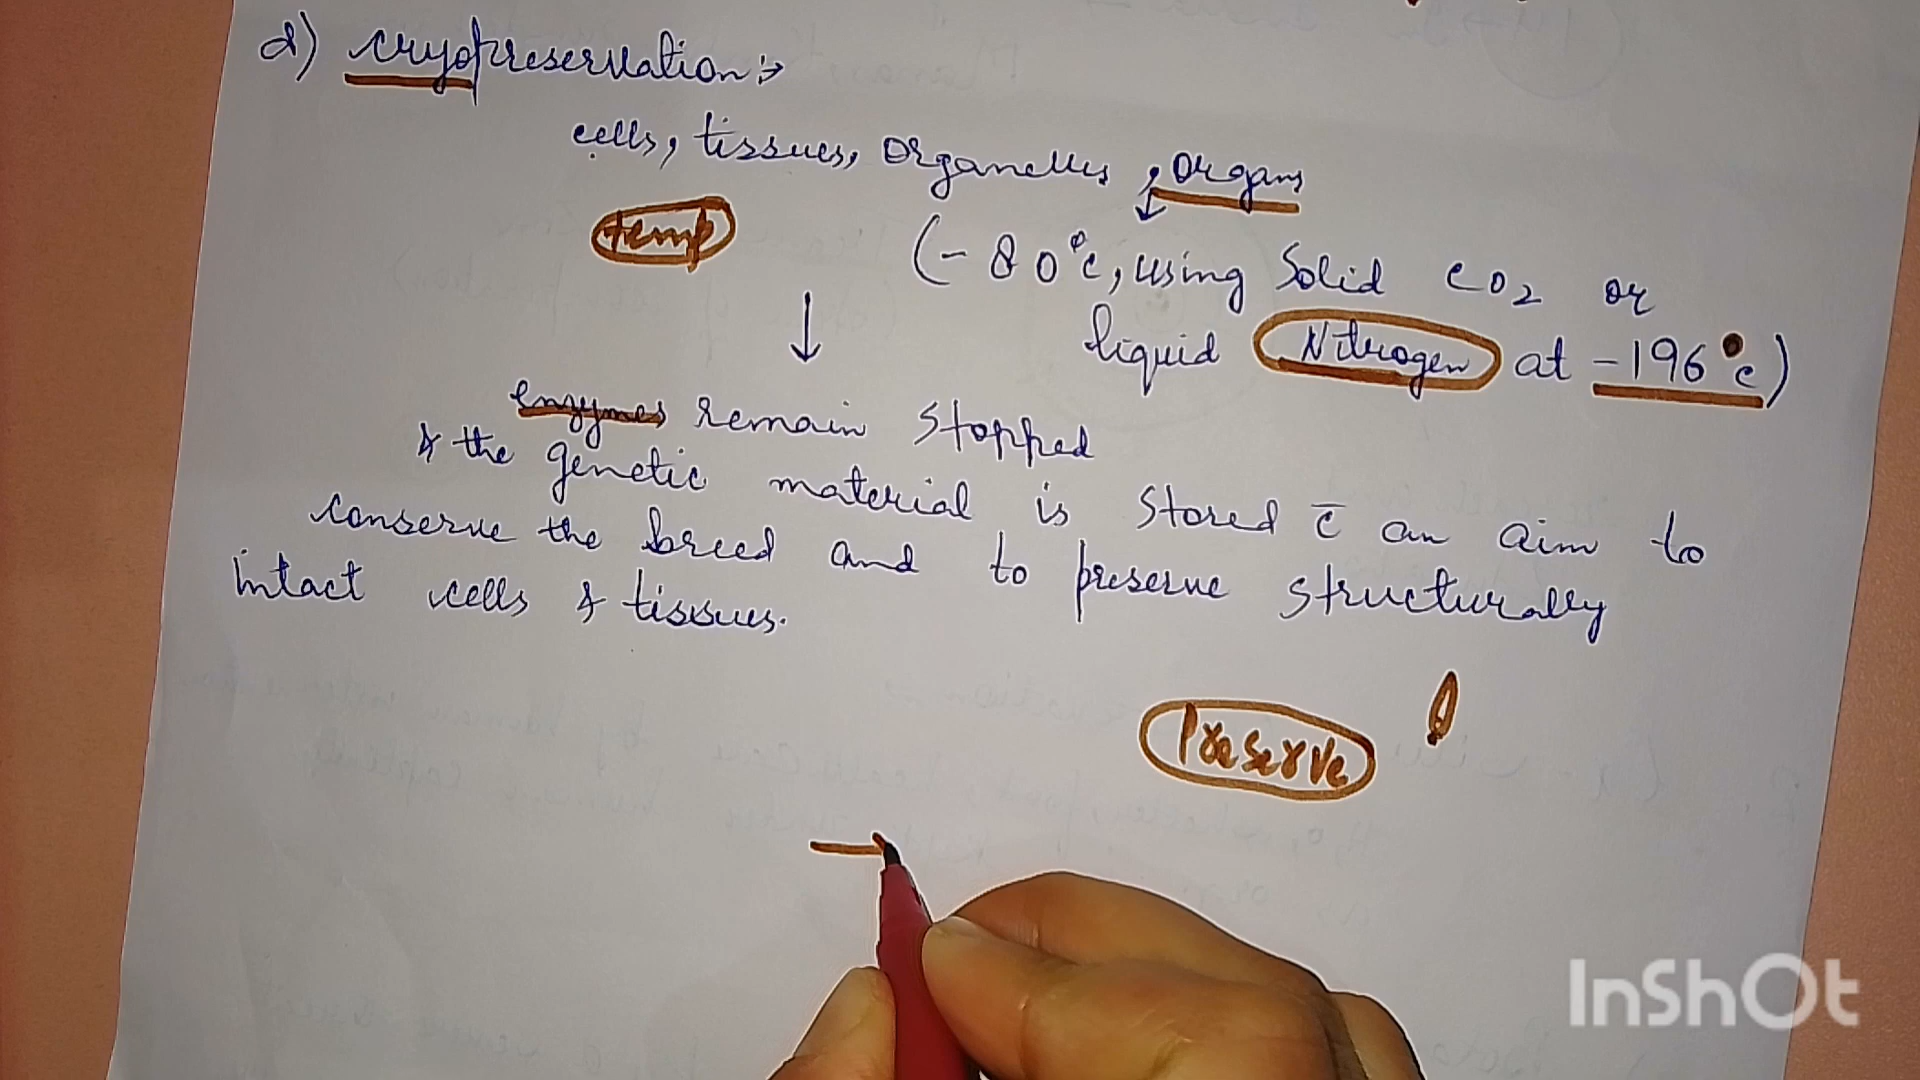 d) cryopreservation:→
cells, tissues, organelles, organs
temp
(- 80°c, using Solid CO2 or
liquid Nitrogen at -196°c)
enzymes remain stopped
& the genetic material is stored c̄ an aim to
conserve the breed and to preserve structurally
intact cells & tissues.
Preserve
InShOt